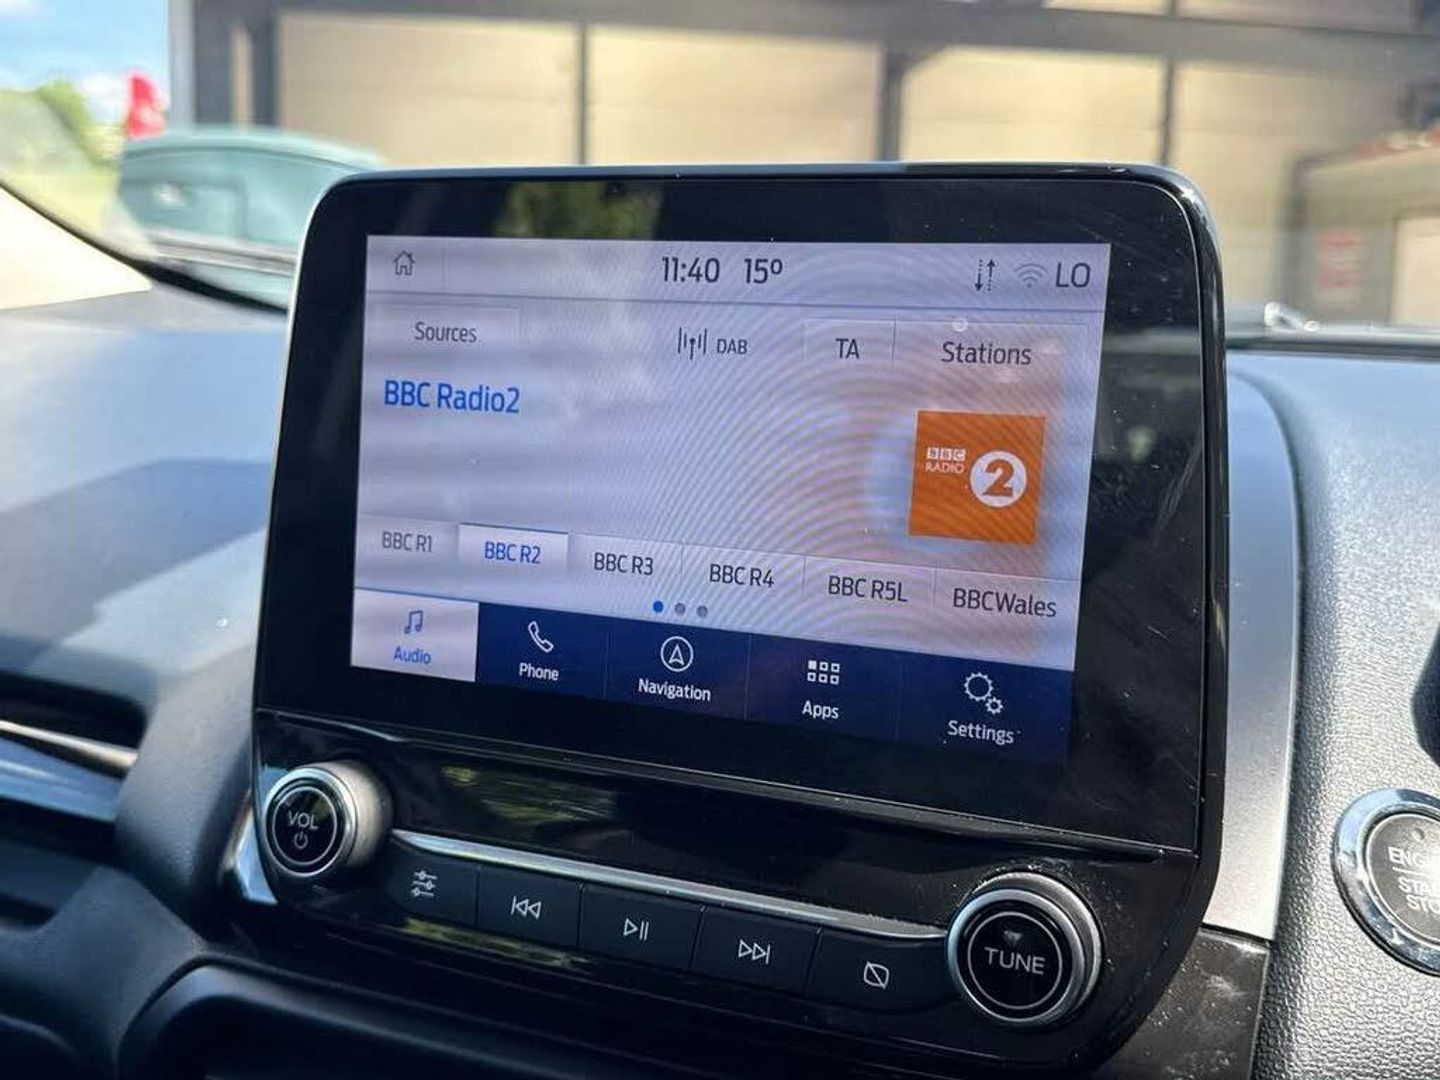 11:40 15º LO
Sources DAB TA Stations
BBC Radio2
BBC
RADIO 2
BBC R1 BBC R2 BBC R3 BBC R4 BBC R5L BBCWales
Audio Phone Navigation Apps Settings
VOL
TUNE